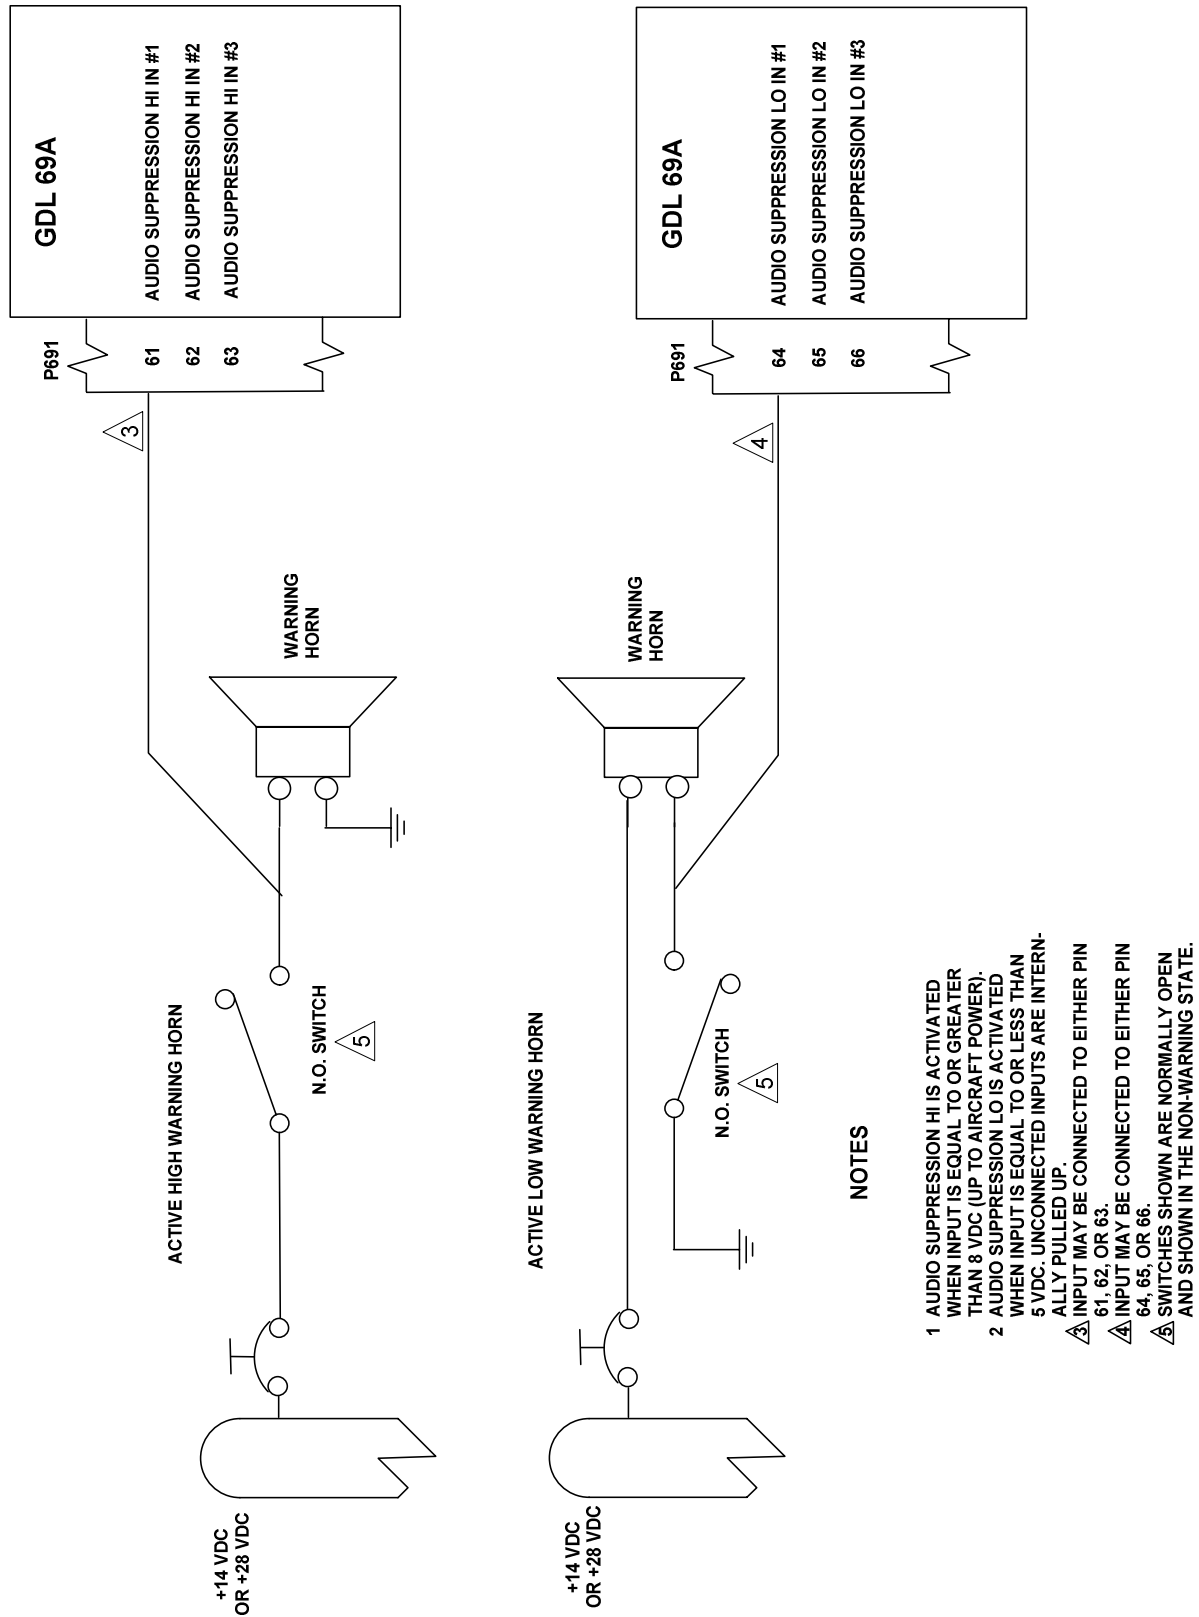 +14 VDC
OR +28 VDC
ACTIVE HIGH WARNING HORN
N.O. SWITCH
5
WARNING
HORN
3
P691
61
62
63
GDL 69A
AUDIO SUPPRESSION HI IN #1
AUDIO SUPPRESSION HI IN #2
AUDIO SUPPRESSION HI IN #3
+14 VDC
OR +28 VDC
ACTIVE LOW WARNING HORN
N.O. SWITCH
5
WARNING
HORN
4
P691
64
65
66
GDL 69A
AUDIO SUPPRESSION LO IN #1
AUDIO SUPPRESSION LO IN #2
AUDIO SUPPRESSION LO IN #3
NOTES
1 AUDIO SUPPRESSION HI IS ACTIVATED
WHEN INPUT IS EQUAL TO OR GREATER
THAN 8 VDC (UP TO AIRCRAFT POWER).
2 AUDIO SUPPRESSION LO IS ACTIVATED
WHEN INPUT IS EQUAL TO OR LESS THAN
5 VDC. UNCONNECTED INPUTS ARE INTERN-
ALLY PULLED UP.
3 INPUT MAY BE CONNECTED TO EITHER PIN
61, 62, OR 63.
4 INPUT MAY BE CONNECTED TO EITHER PIN
64, 65, OR 66.
5 SWITCHES SHOWN ARE NORMALLY OPEN
AND SHOWN IN THE NON-WARNING STATE.